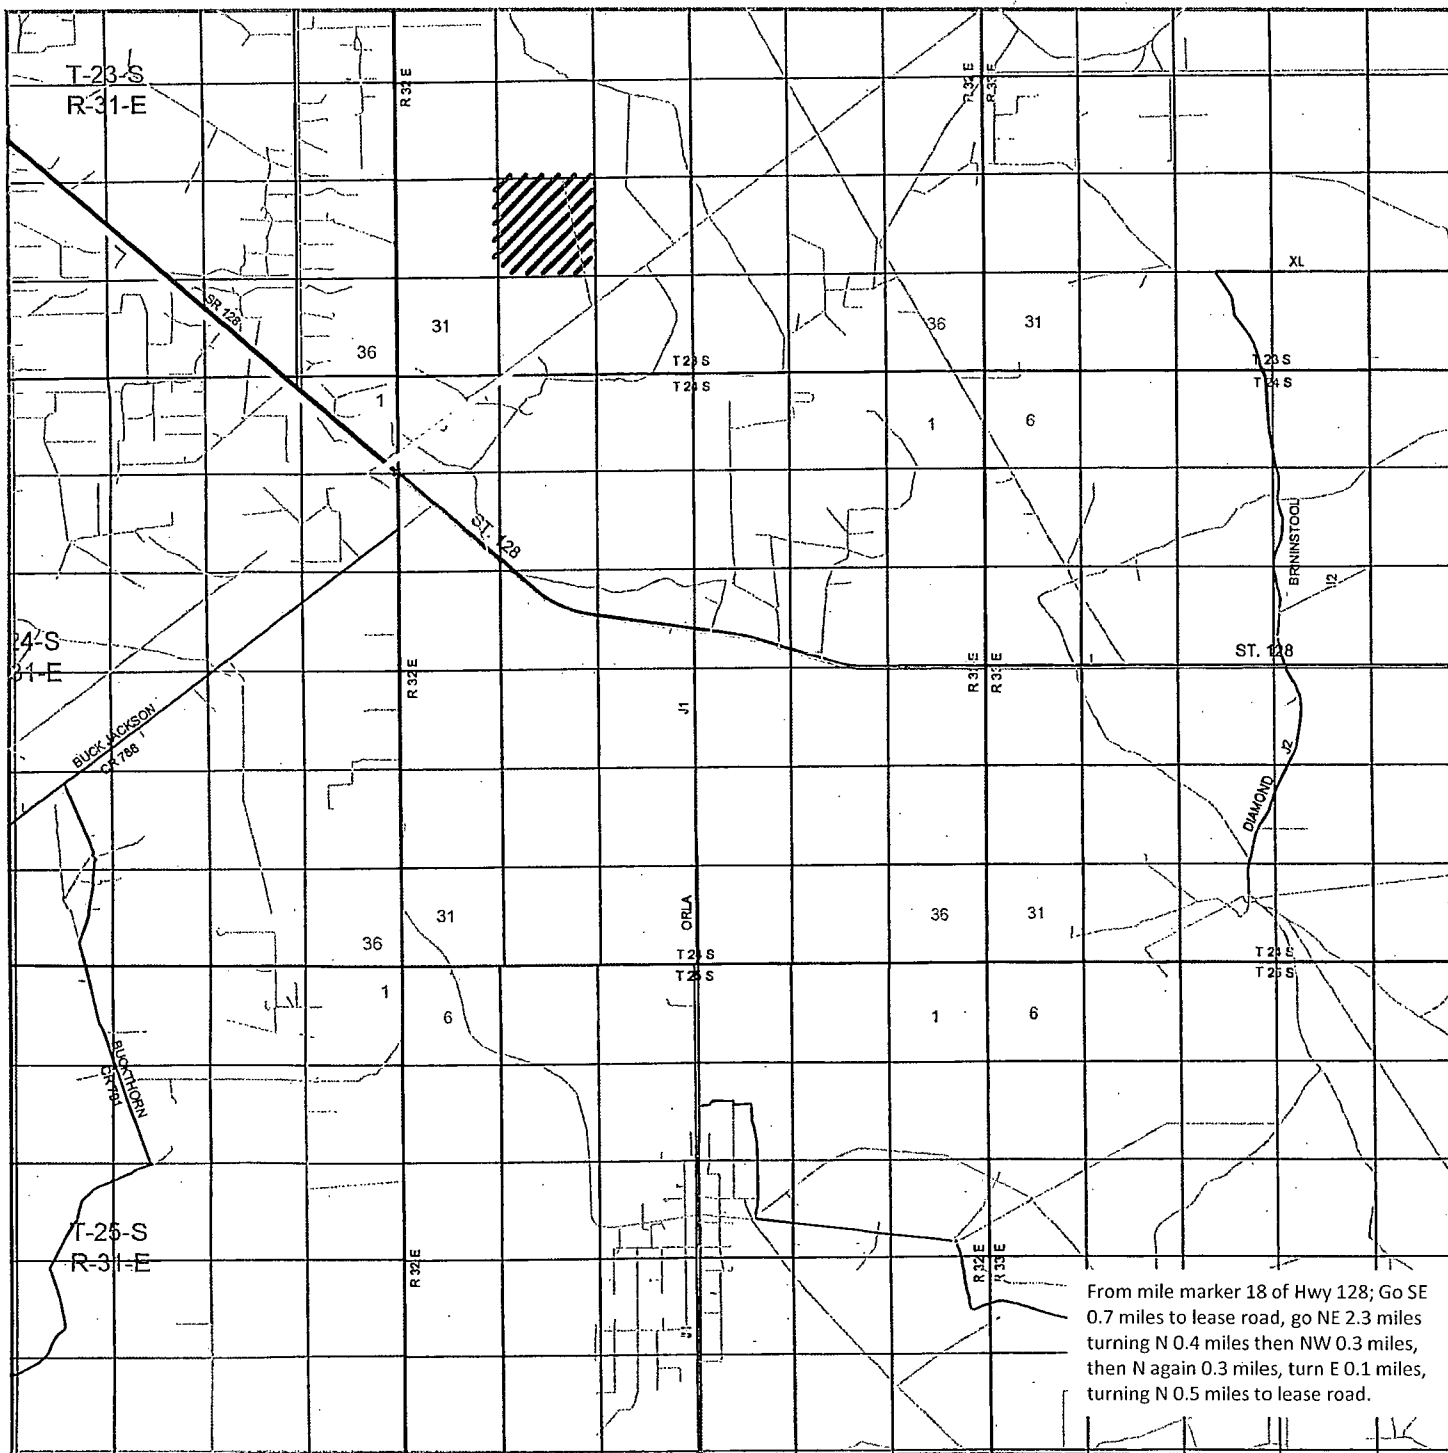 T-23-S
R-31-E
R 32 E
R 32 E
R 33 E
XL
SR 128
31
36
36
31
T 23 S
T 24 S
T 23 S
T 24 S
1
1
6
ST. 128
BRININSTOOL
24-S
31-E
ST. 128
R 32 E
R 32 E
R 33 E
J1
BUCK JACKSON
CR 788
J2
DIAMOND
31
36
36
31
ORLA
T 24 S
T 25 S
T 24 S
T 25 S
1
6
1
6
BUCKTHORN
CR 791
T-25-S
R-31-E
R 32 E
R 32 E
R 33 E
J1
From mile marker 18 of Hwy 128; Go SE
0.7 miles to lease road, go NE 2.3 miles
turning N 0.4 miles then NW 0.3 miles,
then N again 0.3 miles, turn E 0.1 miles,
turning N 0.5 miles to lease road.